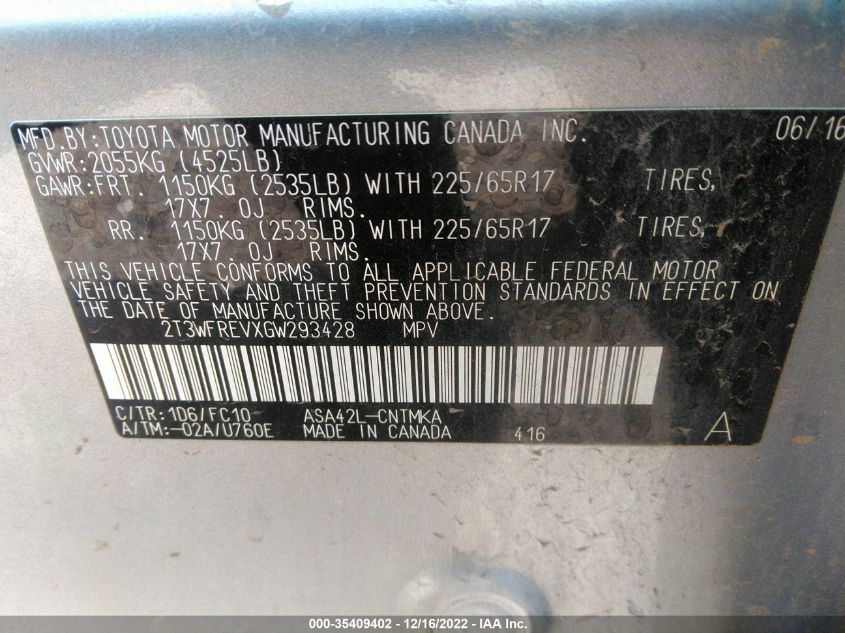 MFD.BY:TOYOTA MOTOR MANUFACTURING CANADA INC. 06/16
GVWR:2055KG (4525LB)
GAWR:FRT. 1150KG (2535LB) WITH 225/65R17 TIRES,
17X7.0J RIMS.
RR. 1150KG (2535LB) WITH 225/65R17 TIRES,
17X7.0J RIMS.
THIS VEHICLE CONFORMS TO ALL APPLICABLE FEDERAL MOTOR
VEHICLE SAFETY AND THEFT PREVENTION STANDARDS IN EFFECT ON
THE DATE OF MANUFACTURE SHOWN ABOVE.
2T3WFREVXGW293428 MPV
C/TR:1D6/FC10 ASA42L-CNTMKA
A/TM:-02A/U760E MADE IN CANADA 416 A
000-35409402 - 12/16/2022 - IAA Inc.